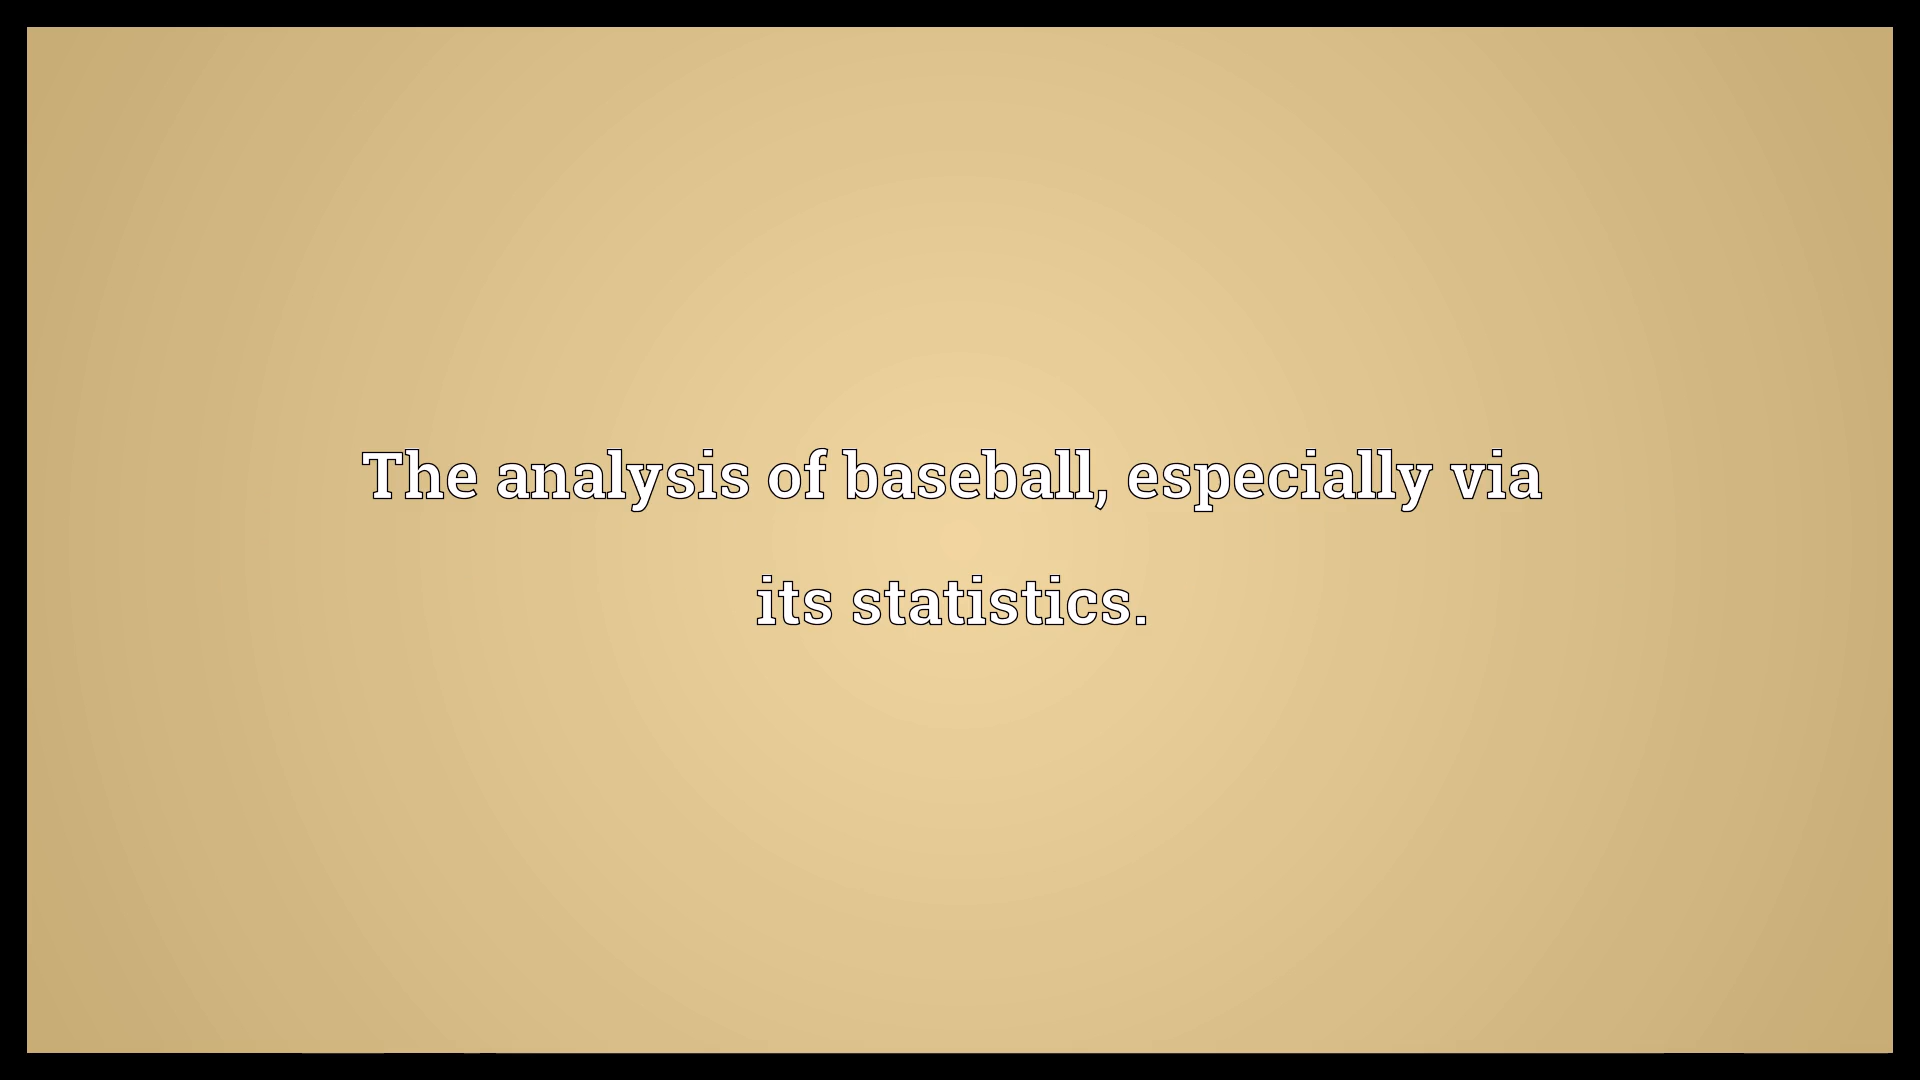 The analysis of baseball, especially via
its statistics.